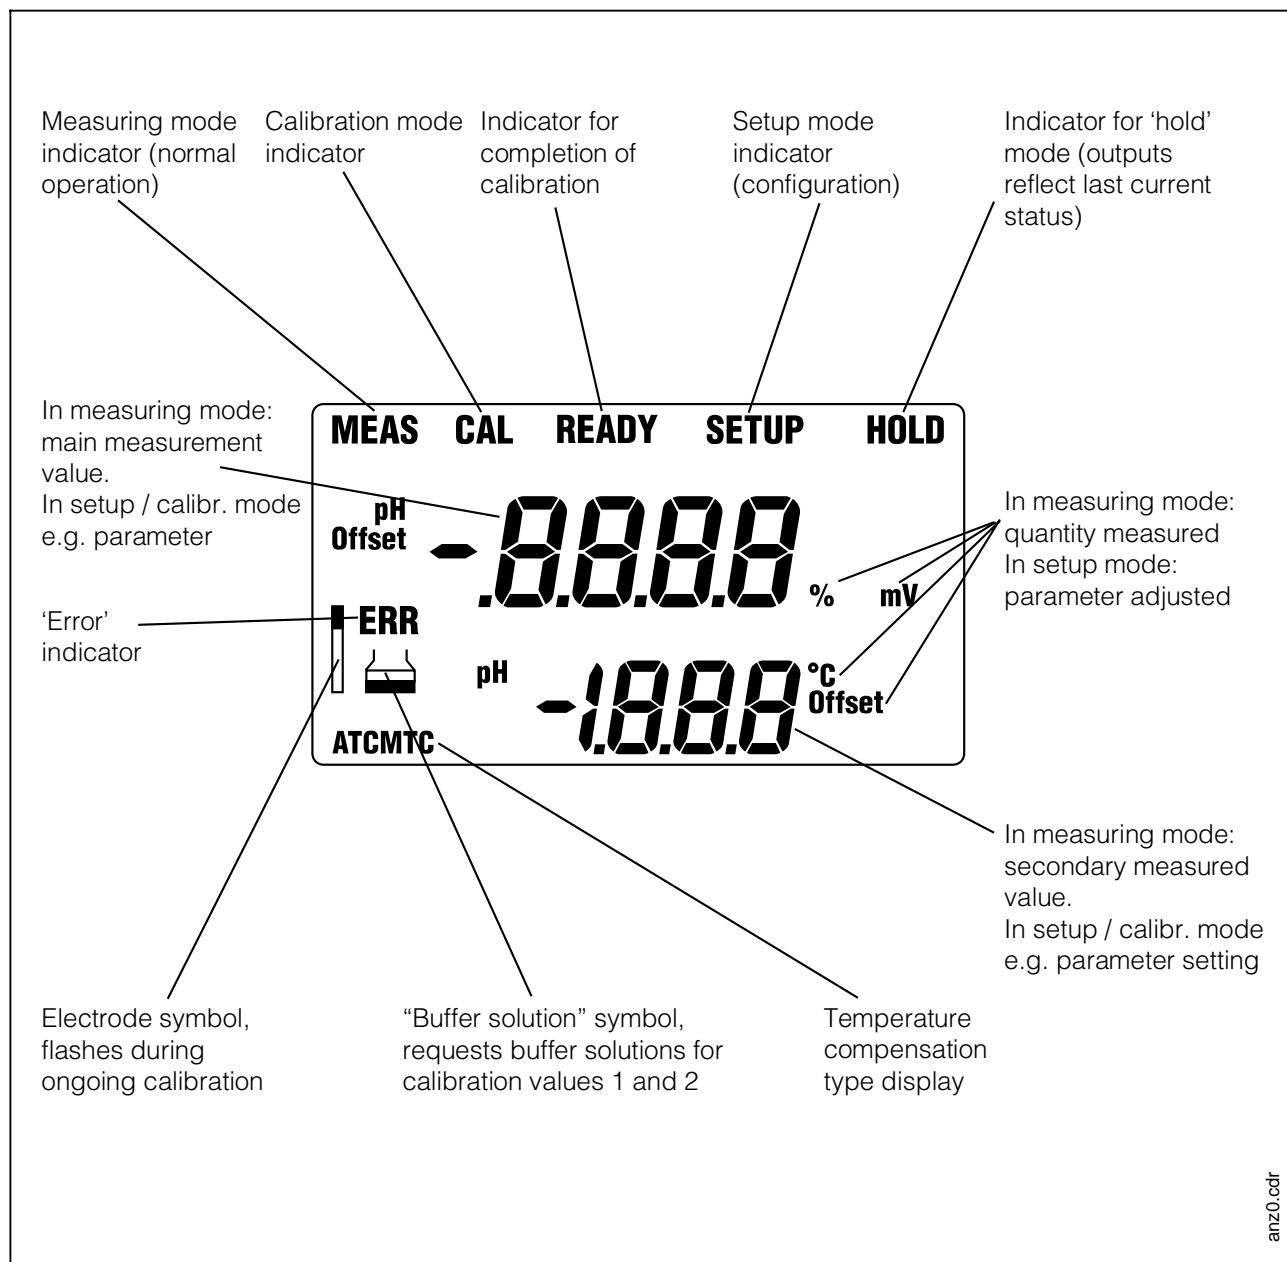 Measuring mode
indicator (normal
operation)
Calibration mode
indicator
Indicator for
completion of
calibration
Setup mode
indicator
(configuration)
Indicator for ‘hold’
mode (outputs
reflect last current
status)
In measuring mode:
main measurement
value.
In setup / calibr. mode
e.g. parameter
MEAS CAL READY SETUP HOLD
pH
Offset
-.8.8.8.8
% mV
In measuring mode:
quantity measured
In setup mode:
parameter adjusted
‘Error’
indicator
ERR
pH
-1.8.8.8
°C
Offset
ATCMTC
In measuring mode:
secondary measured
value.
In setup / calibr. mode
e.g. parameter setting
Electrode symbol,
flashes during
ongoing calibration
“Buffer solution” symbol,
requests buffer solutions for
calibration values 1 and 2
Temperature
compensation
type display
anz0.cdr